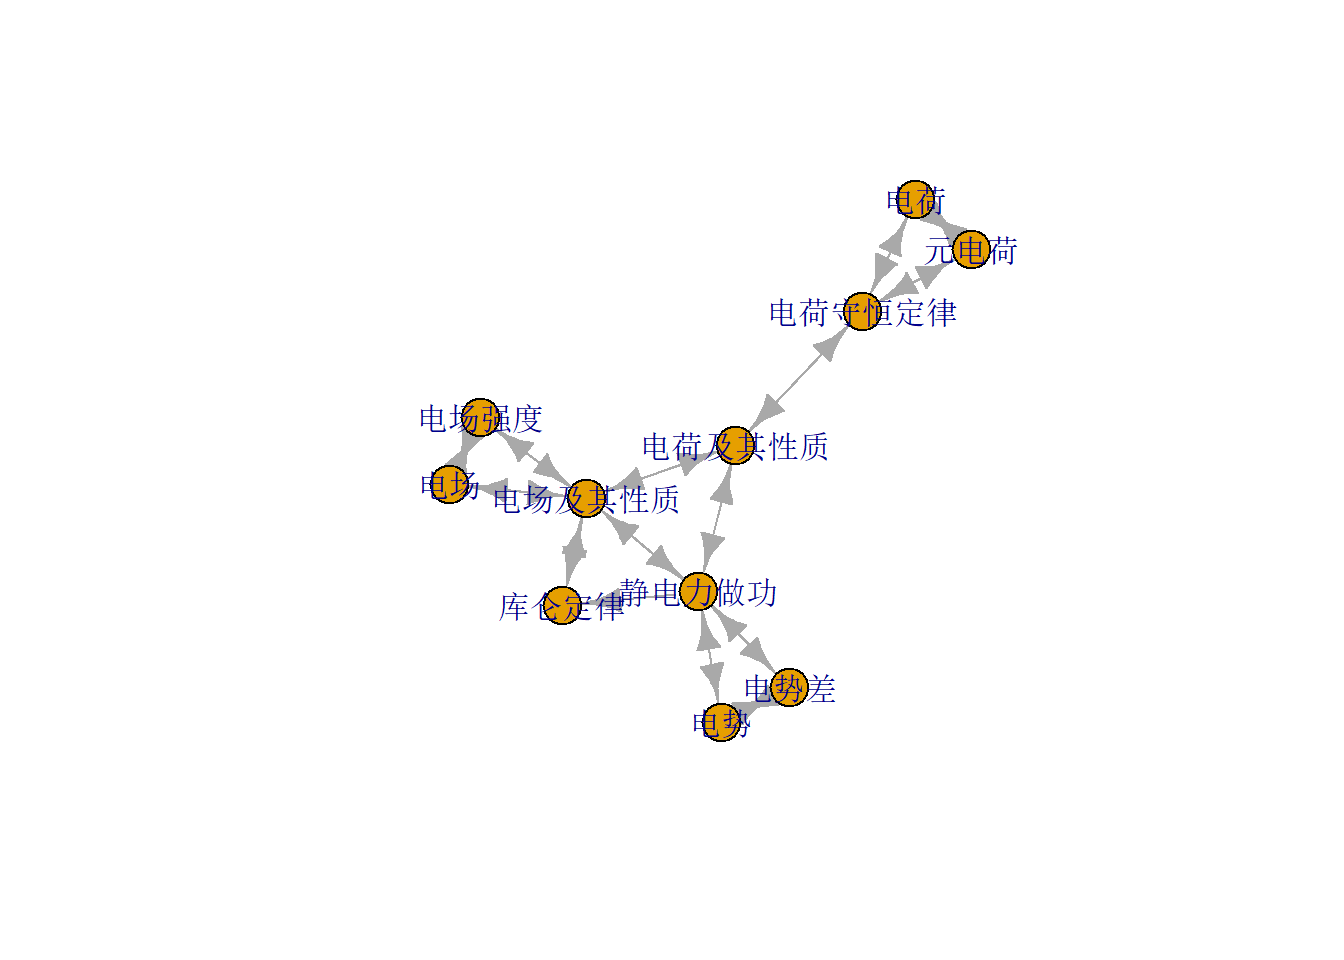 电荷
元电荷
电荷守恒定律
电场强度
电荷及其性质
电场
电场及其性质
静电力做功
库仑定律
电势差
电势